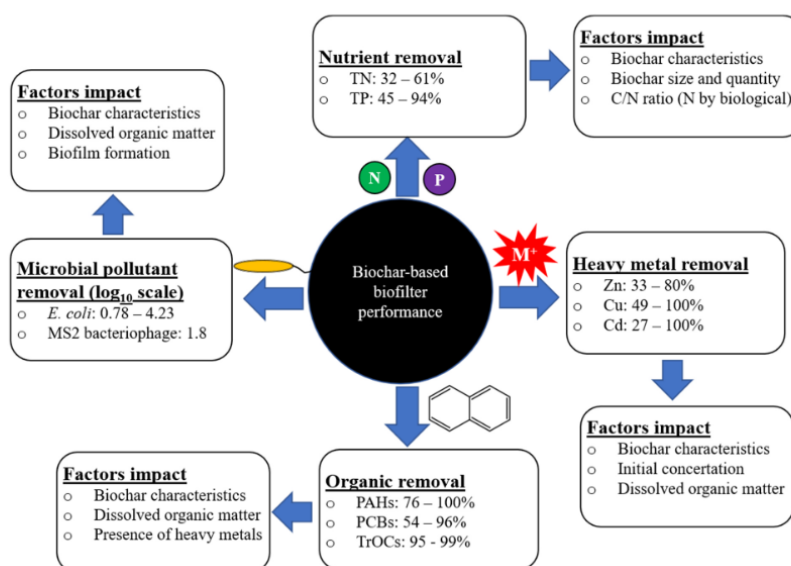 Nutrient removal
o TN: 32 – 61%
o TP: 45 – 94%
Factors impact
o Biochar characteristics
o Biochar size and quantity
o C/N ratio (N by biological)
Factors impact
o Biochar characteristics
o Dissolved organic matter
o Biofilm formation
N
P
Microbial pollutant
removal (log10 scale)
o E. coli: 0.78 – 4.23
o MS2 bacteriophage: 1.8
Biochar-based
biofilter
performance
M+
Heavy metal removal
o Zn: 33 – 80%
o Cu: 49 – 100%
o Cd: 27 – 100%
Factors impact
o Biochar characteristics
o Initial concertation
o Dissolved organic matter
Organic removal
o PAHs: 76 – 100%
o PCBs: 54 – 96%
o TrOCs: 95 - 99%
Factors impact
o Biochar characteristics
o Dissolved organic matter
o Presence of heavy metals